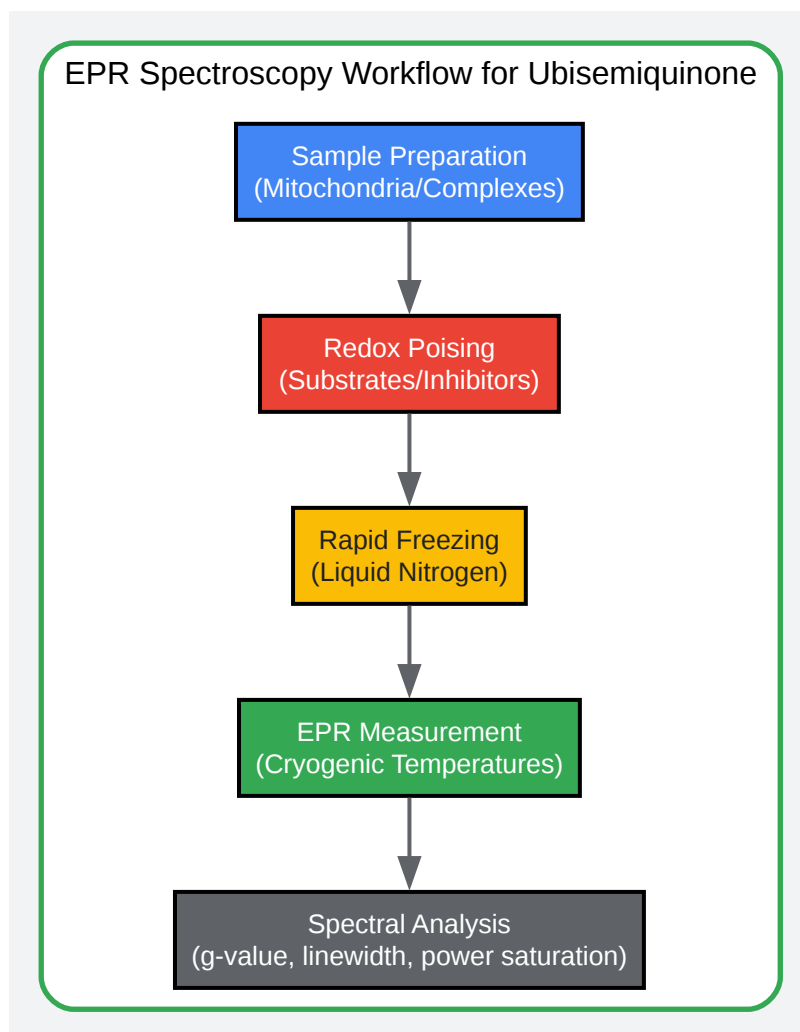 EPR Spectroscopy Workflow for Ubisemiquinone
Sample Preparation
(Mitochondria/Complexes)
Redox Poising
(Substrates/Inhibitors)
Rapid Freezing
(Liquid Nitrogen)
EPR Measurement
(Cryogenic Temperatures)
Spectral Analysis
(g-value, linewidth, power saturation)